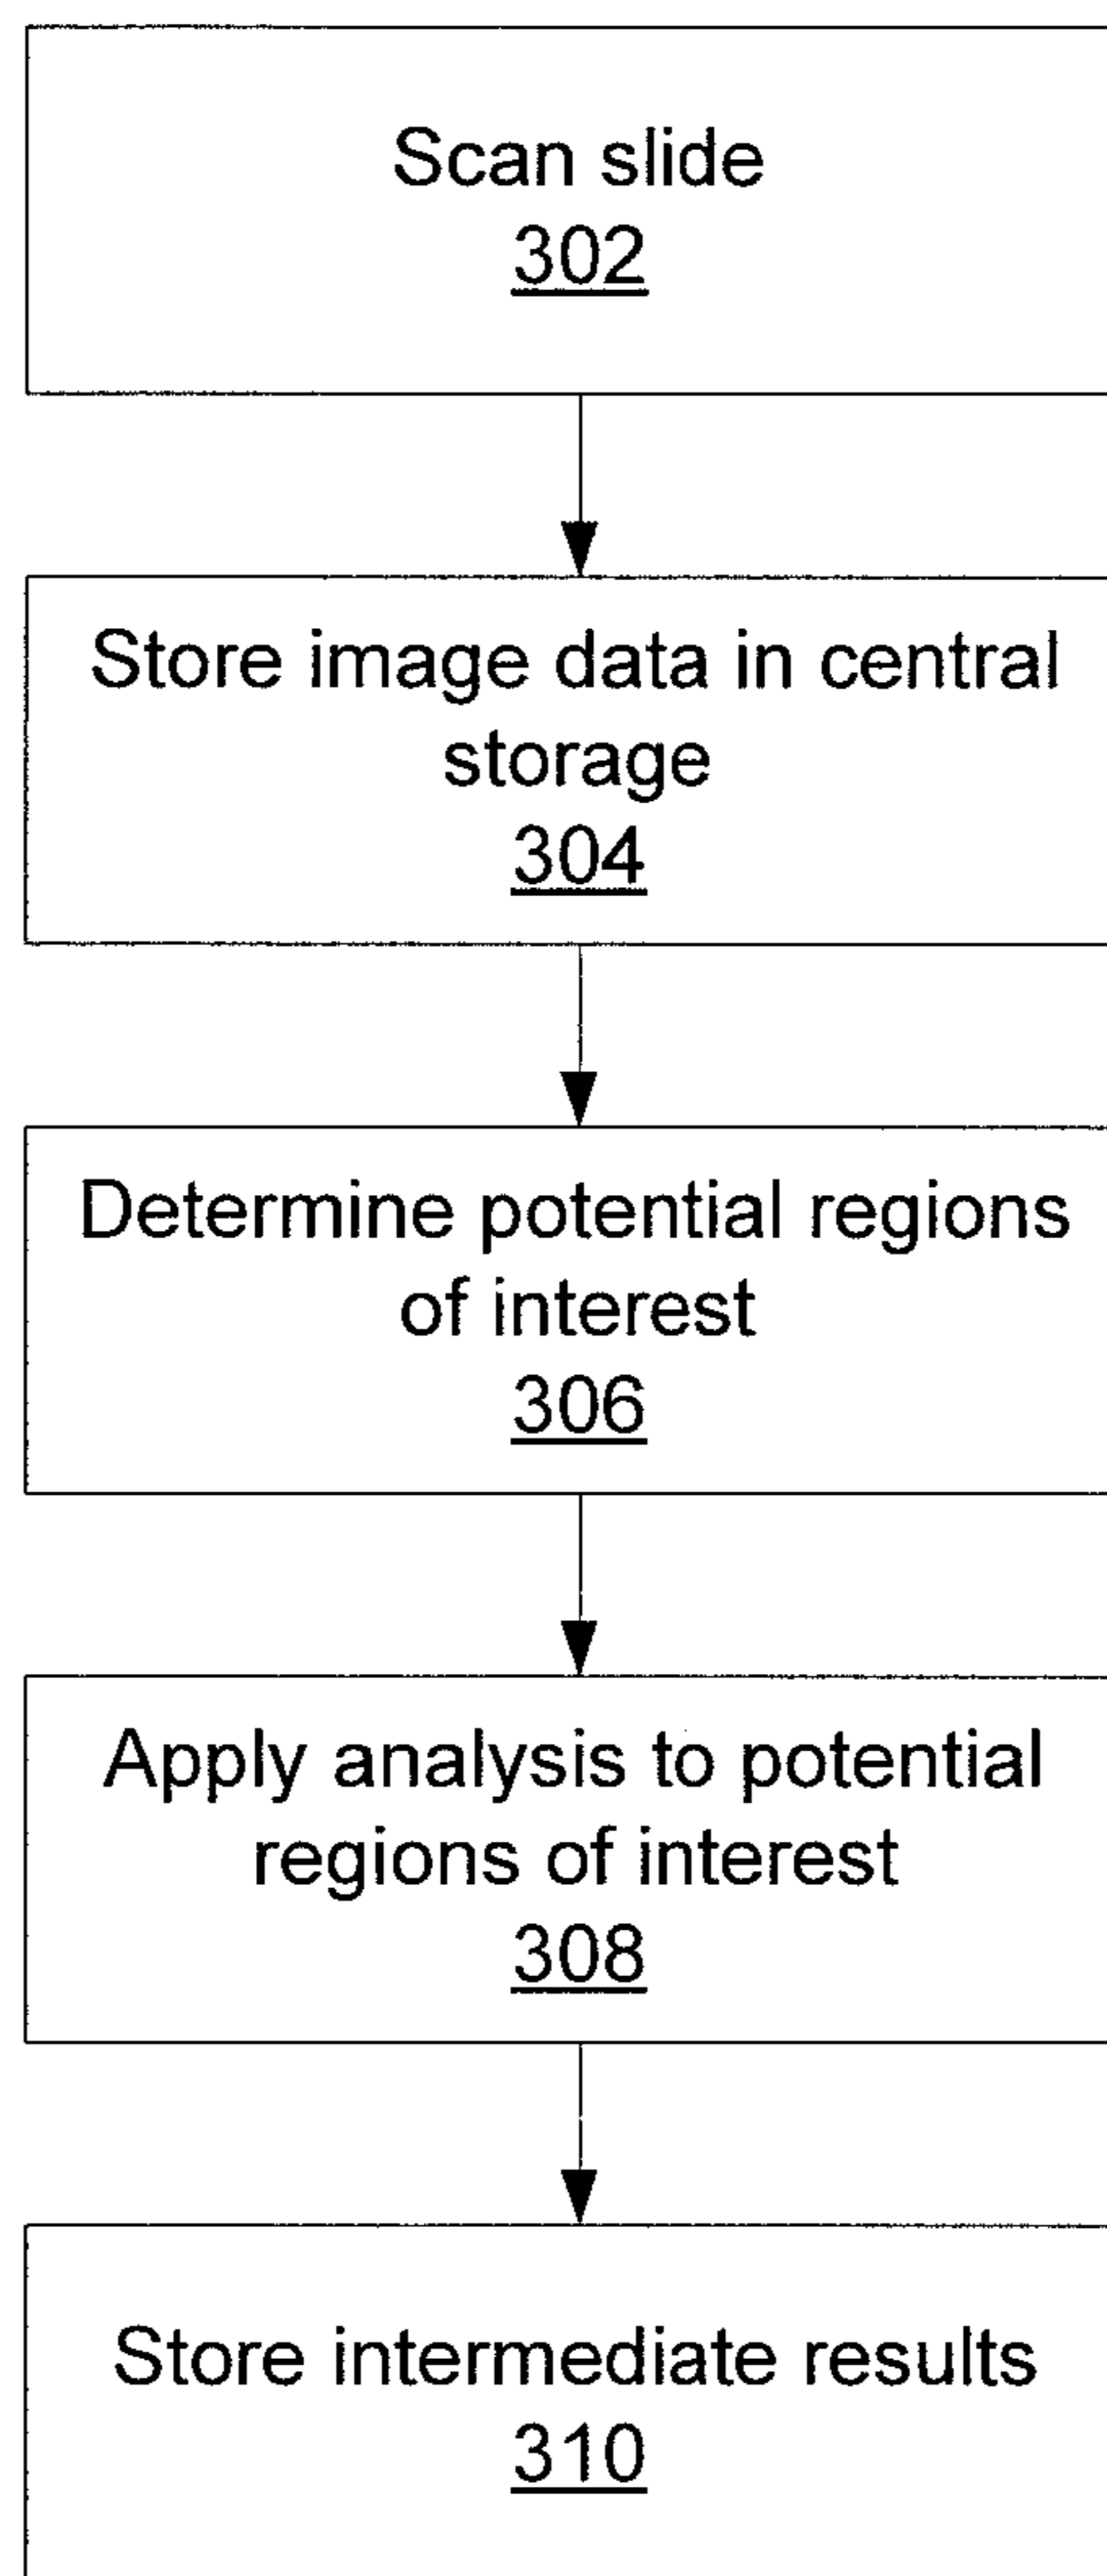 Scan slide
302
Store image data in central
storage
304
Determine potential regions
of interest
306
Apply analysis to potential
regions of interest
308
Store intermediate results
310